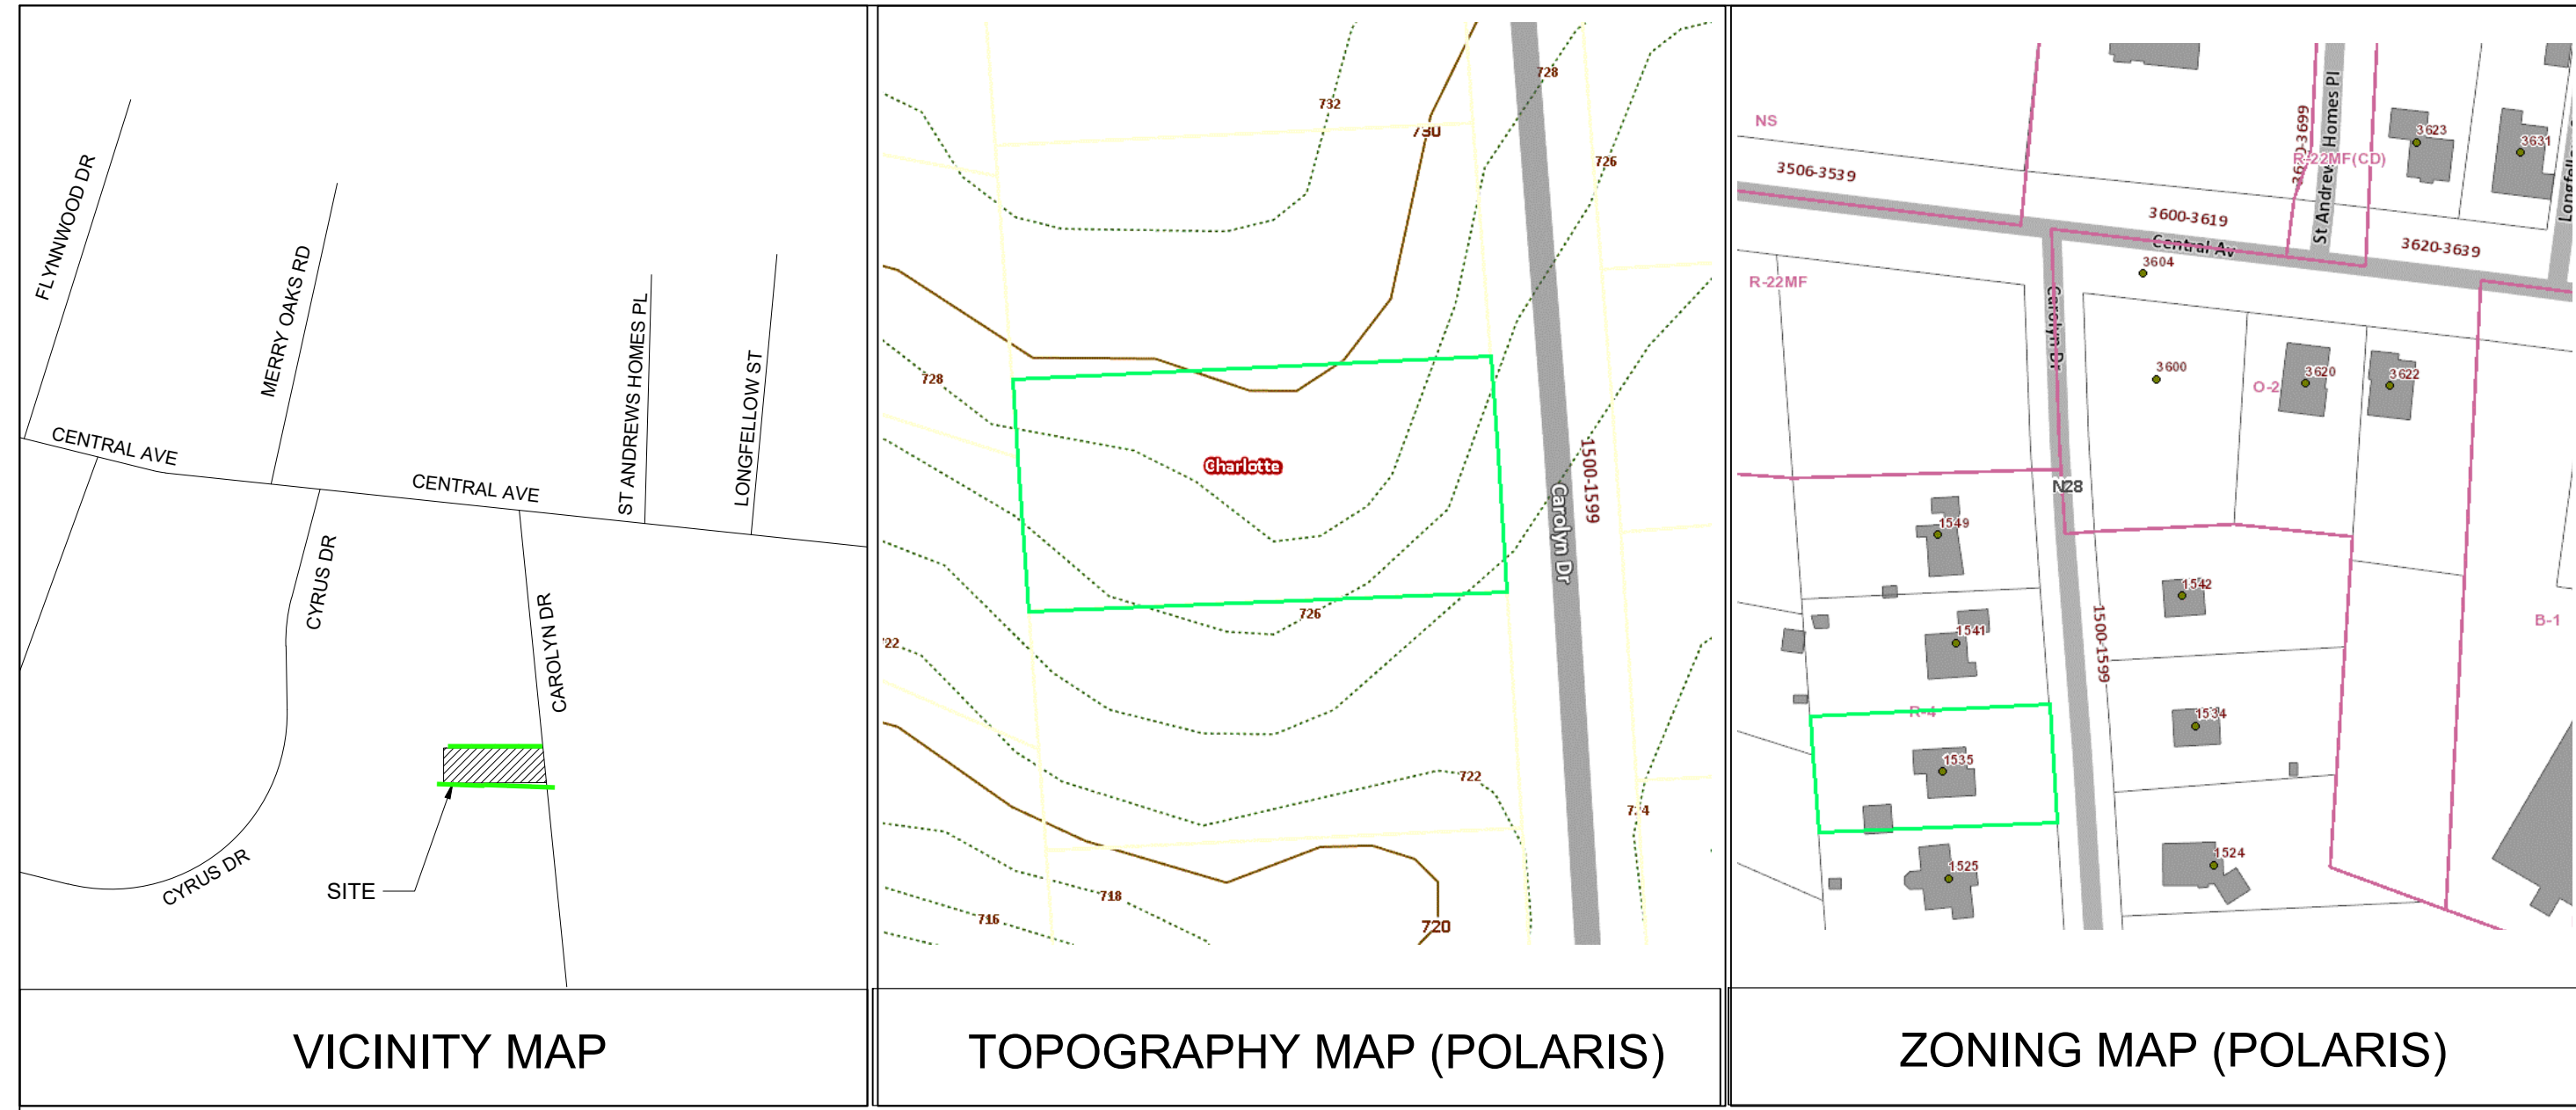 FLYNNWOOD DR
MERRY OAKS RD
ST ANDREWS HOMES PL
LONGFELLOW ST
CENTRAL AVE
CENTRAL AVE
CYRUS DR
CAROLYN DR
CYRUS DR
SITE
VICINITY MAP
728
732
730
726
728
Charlotte
1500-1599
Carolyn Dr
726
722
722
718
716
720
TOPOGRAPHY MAP (POLARIS)
NS
3506-3539
St Andrews Homes Pl
R-22MF(CD)
3623
3631
3600-3619
Central Av
3620-3639
3604
R-22MF
Carolyn Dr
3600
O-2
3620
3622
N28
1549
1542
1541
1500-1599
B-1
R-4
1534
1535
1525
1524
ZONING MAP (POLARIS)